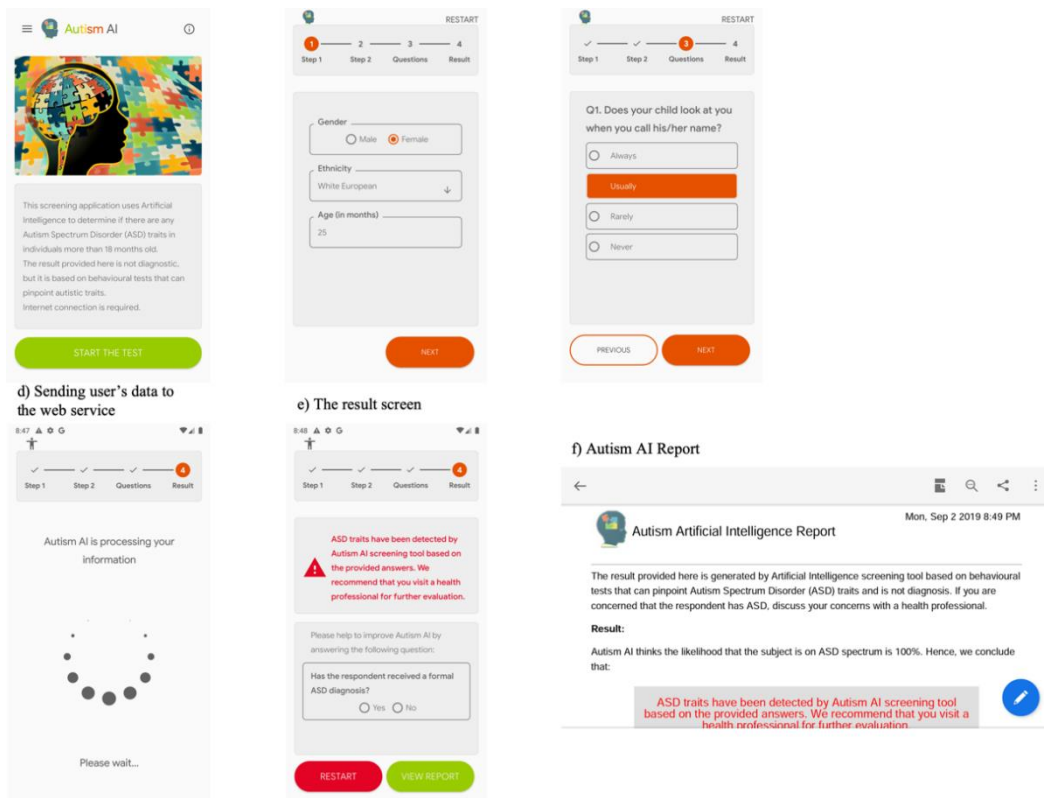 Autism AI
This screening application uses Artificial
Intelligence to determine if there are any
Autism Spectrum Disorder (ASD) traits in
individuals more than 18 months old.
The result provided here is not diagnostic,
but it is based on behavioural tests that can
pinpoint autistic traits.
Internet connection is required.
START THE TEST
RESTART
1 2 3 4
Step 1 Step 2 Questions Result
Gender
Male Female
Ethnicity
White European
Age (in months)
25
NEXT
RESTART
3 4
Step 1 Step 2 Questions Result
Q1. Does your child look at you
when you call his/her name?
Always
Usually
Rarely
Never
PREVIOUS NEXT
d) Sending user's data to
the web service
8:47 G
4
Step 1 Step 2 Questions Result
Autism AI is processing your
information
Please wait...
e) The result screen
8:48 G
4
Step 1 Step 2 Questions Result
ASD traits have been detected by
Autism AI screening tool based on
the provided answers. We
recommend that you visit a health
professional for further evaluation.
Please help to improve Autism AI by
answering the following question:
Has the respondent received a formal
ASD diagnosis?
Yes No
RESTART VIEW REPORT
f) Autism AI Report
Mon, Sep 2 2019 8:49 PM
Autism Artificial Intelligence Report
The result provided here is generated by Artificial Intelligence screening tool based on behavioural
tests that can pinpoint Autism Spectrum Disorder (ASD) traits and is not diagnosis. If you are
concerned that the respondent has ASD, discuss your concerns with a health professional.
Result:
Autism AI thinks the likelihood that the subject is on ASD spectrum is 100%. Hence, we conclude
that:
ASD traits have been detected by Autism AI screening tool
based on the provided answers. We recommend that you visit a
health professional for further evaluation